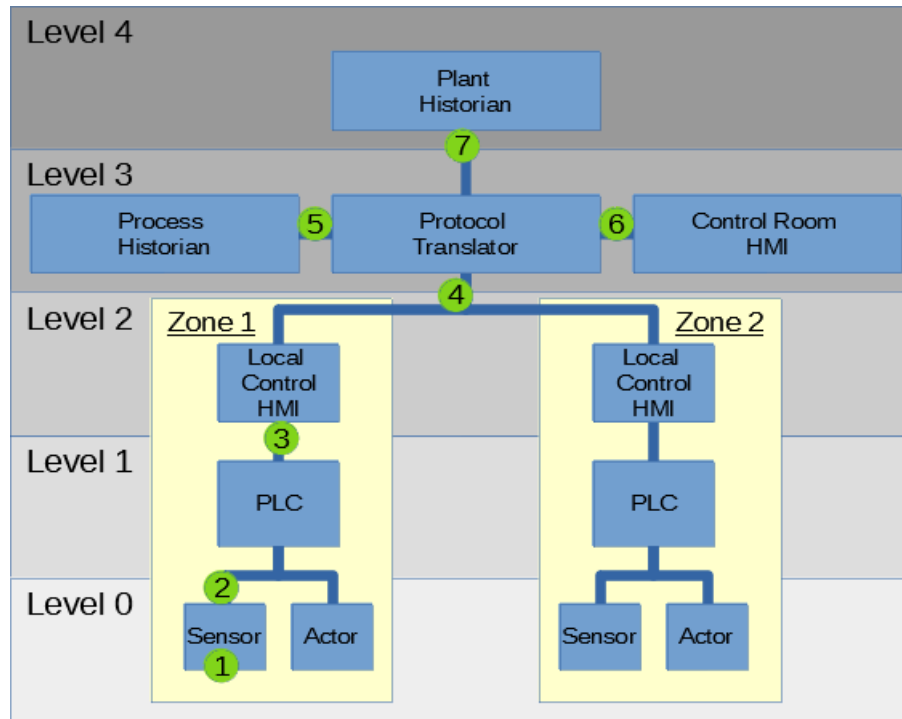 Level 4
Plant
Historian
7
Level 3
Process
Historian
5
Protocol
Translator
6
Control Room
HMI
4
Level 2
Zone 1
Zone 2
Local
Control
HMI
Local
Control
HMI
3
Level 1
PLC
PLC
2
Level 0
Sensor
Actor
Sensor
Actor
1